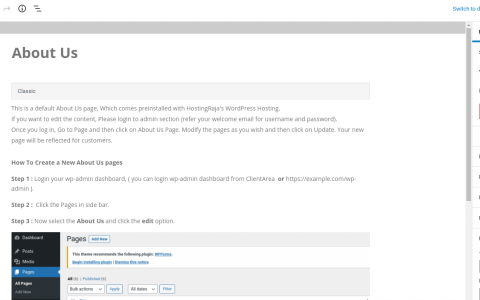 Switch to d
About Us
Classic
This is a default About Us page, Which comes preinstalled with HostingRaja's WordPress Hosting.
If you want to edit the content, Please login to admin section (refer your welcome email for username and password).
Once you log in, Go to Page and then click on About Us Page. Modify the pages as you wish and then click on Update. Your new
page will be reflected for customers.
How To Create a New About Us pages
Step 1 : Login your wp-admin dashboard, ( you can login wp-admin dashboard from ClientArea or https://example.com/wp-
admin ).
Step 2 : Click the Pages in side bar.
Step 3 : Now select the About Us and click the edit option.
Dashboard
Posts
Media
Pages
All Pages
Add New
Pages Add New
This theme recommends the following plugin: WPForms.
Begin installing plugin | Dismiss this notice
All (6) | Published (6)
Bulk actions Apply All dates Filter